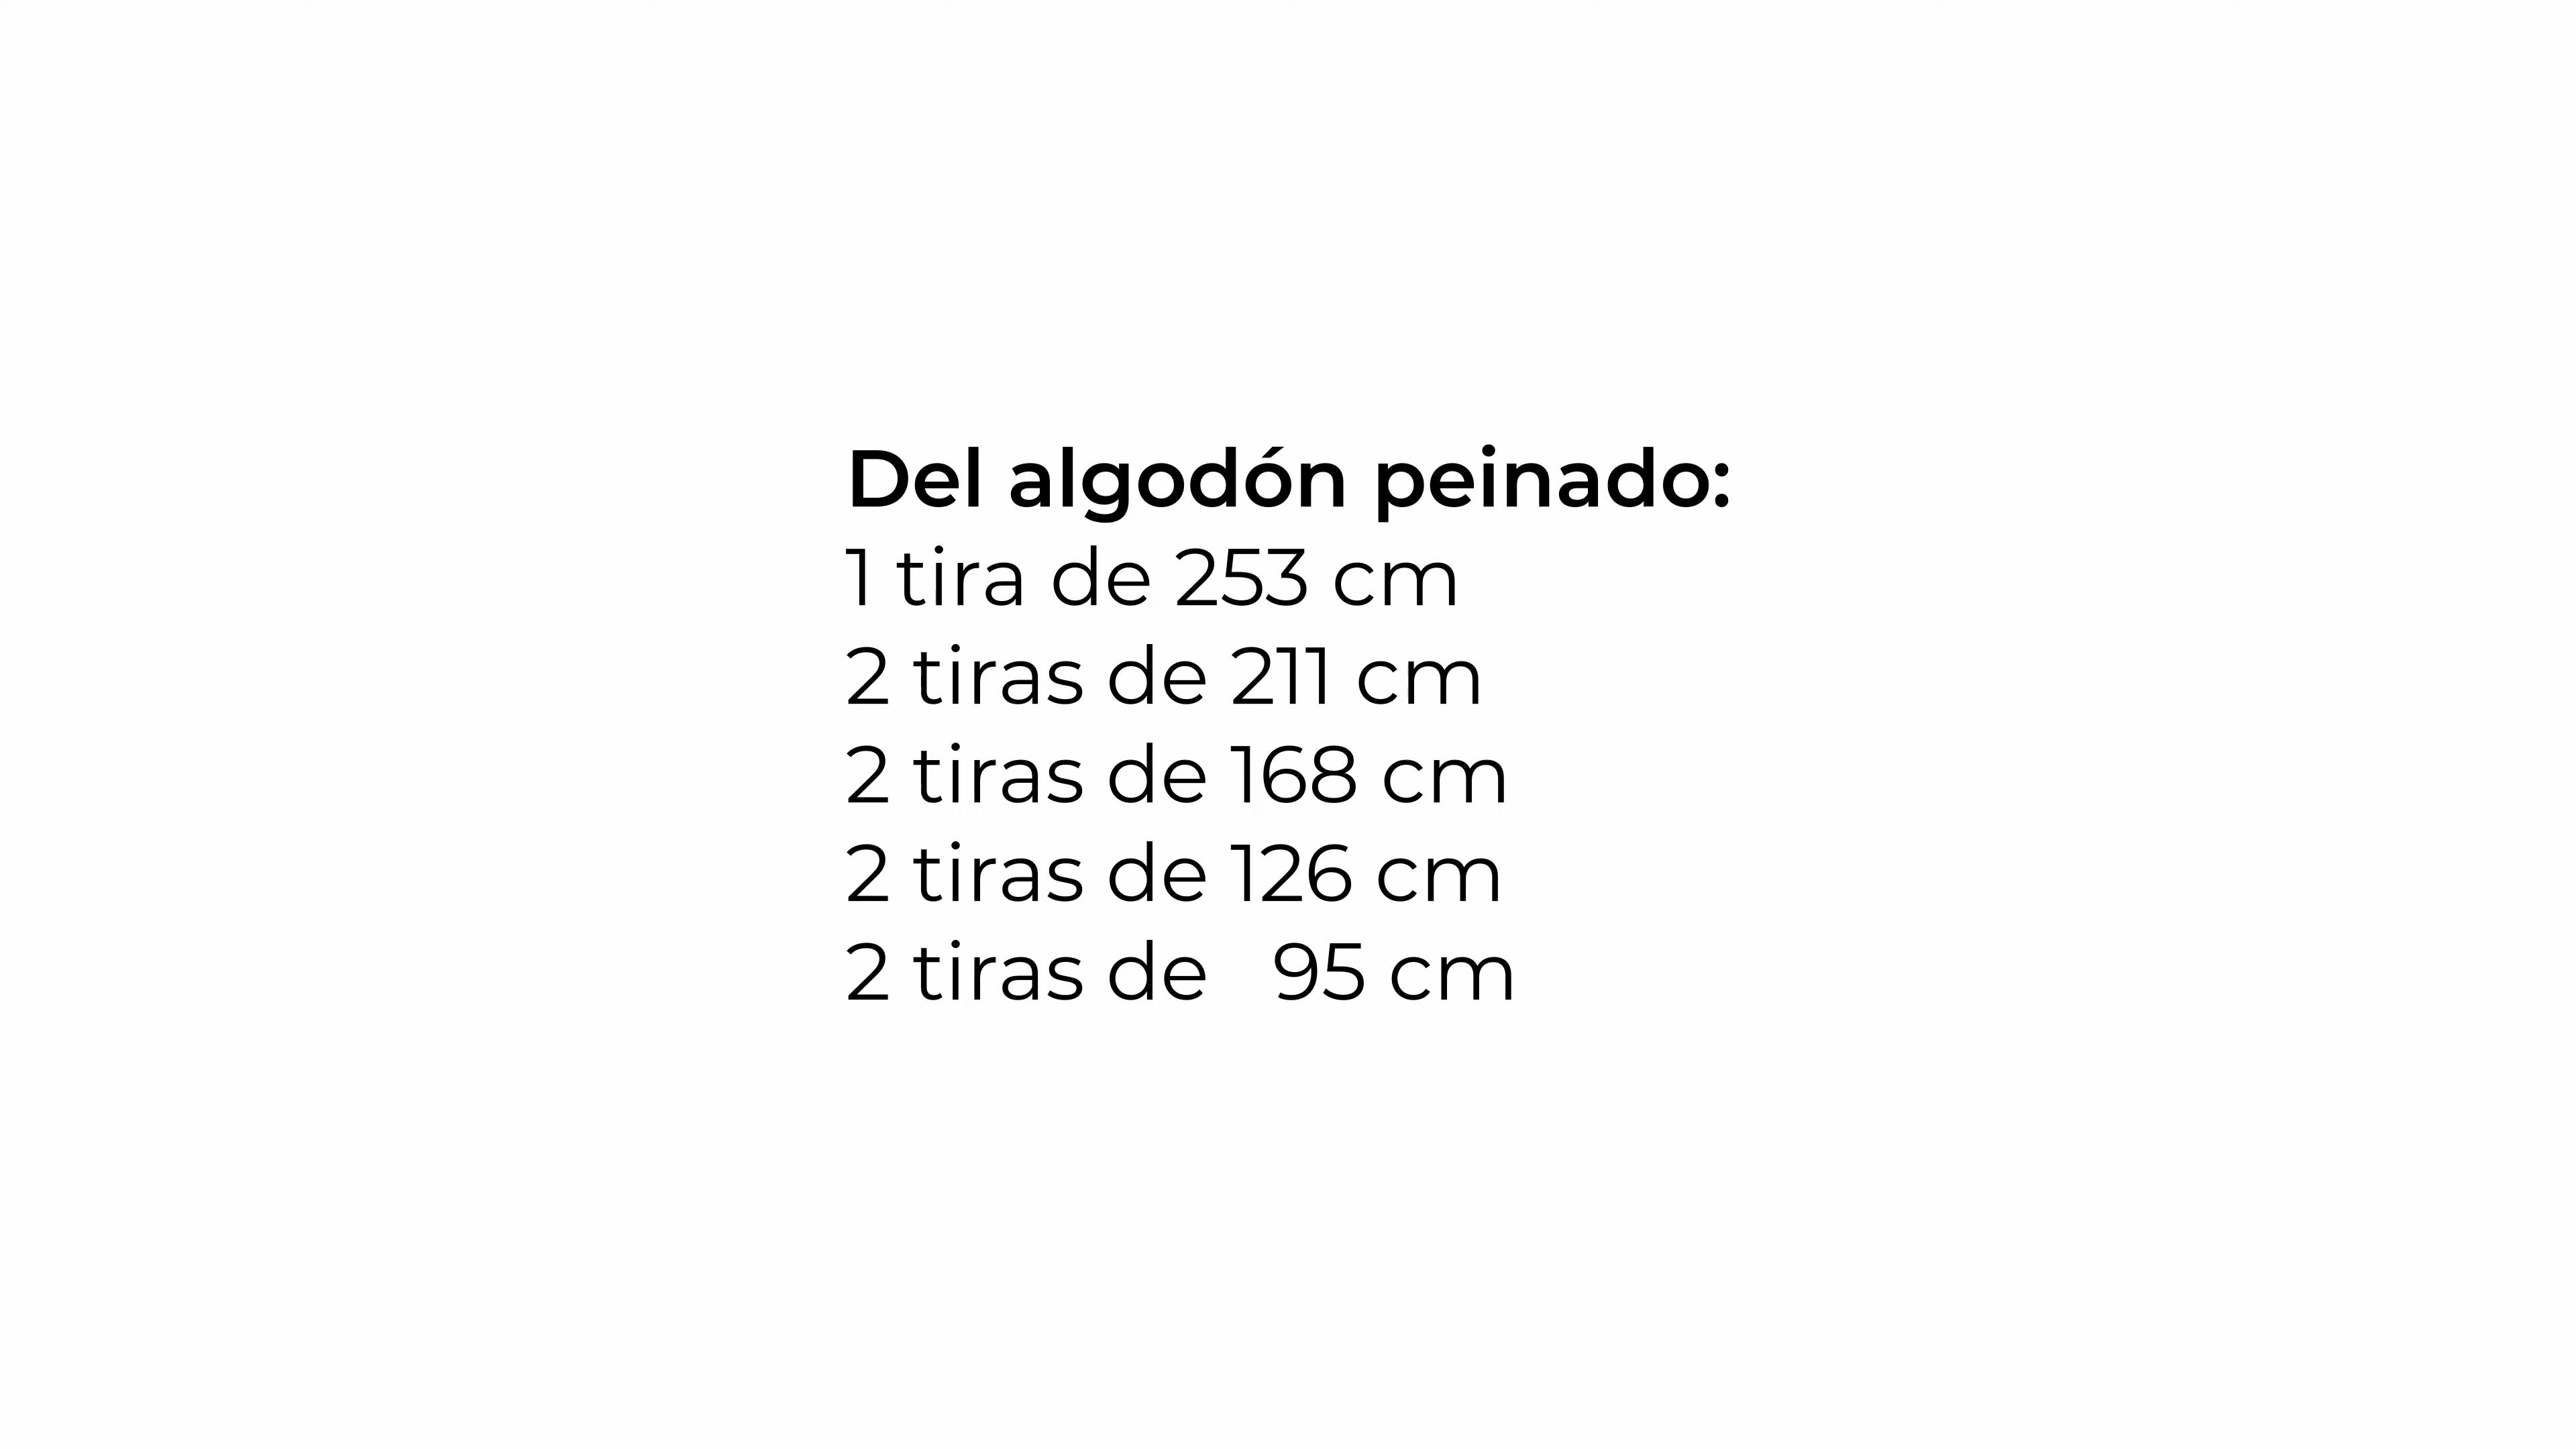 Del algodón peinado:
1 tira de 253 cm
2 tiras de 211 cm
2 tiras de 168 cm
2 tiras de 126 cm
2 tiras de   95 cm